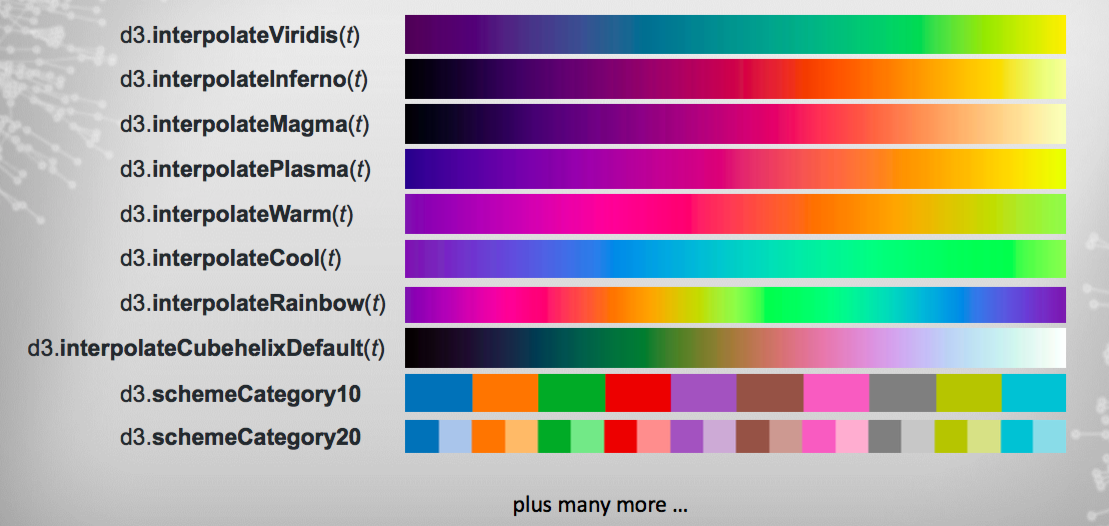 d3.interpolateViridis(t)
d3.interpolateInferno(t)
d3.interpolateMagma(t)
d3.interpolatePlasma(t)
d3.interpolateWarm(t)
d3.interpolateCool(t)
d3.interpolateRainbow(t)
d3.interpolateCubehelixDefault(t)
d3.schemeCategory10
d3.schemeCategory20
plus many more ...